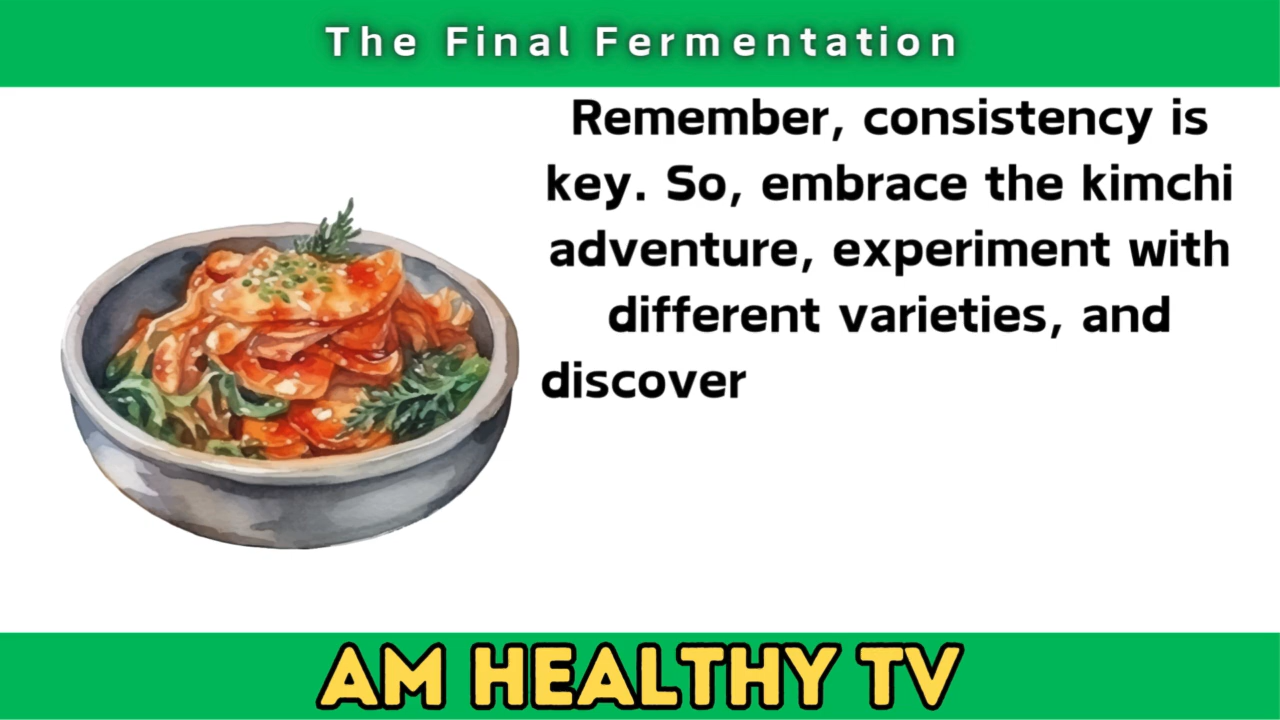 The Final Fermentation
Remember, consistency is
key. So, embrace the kimchi
adventure, experiment with
different varieties, and
discover
AM HEALTHY TV